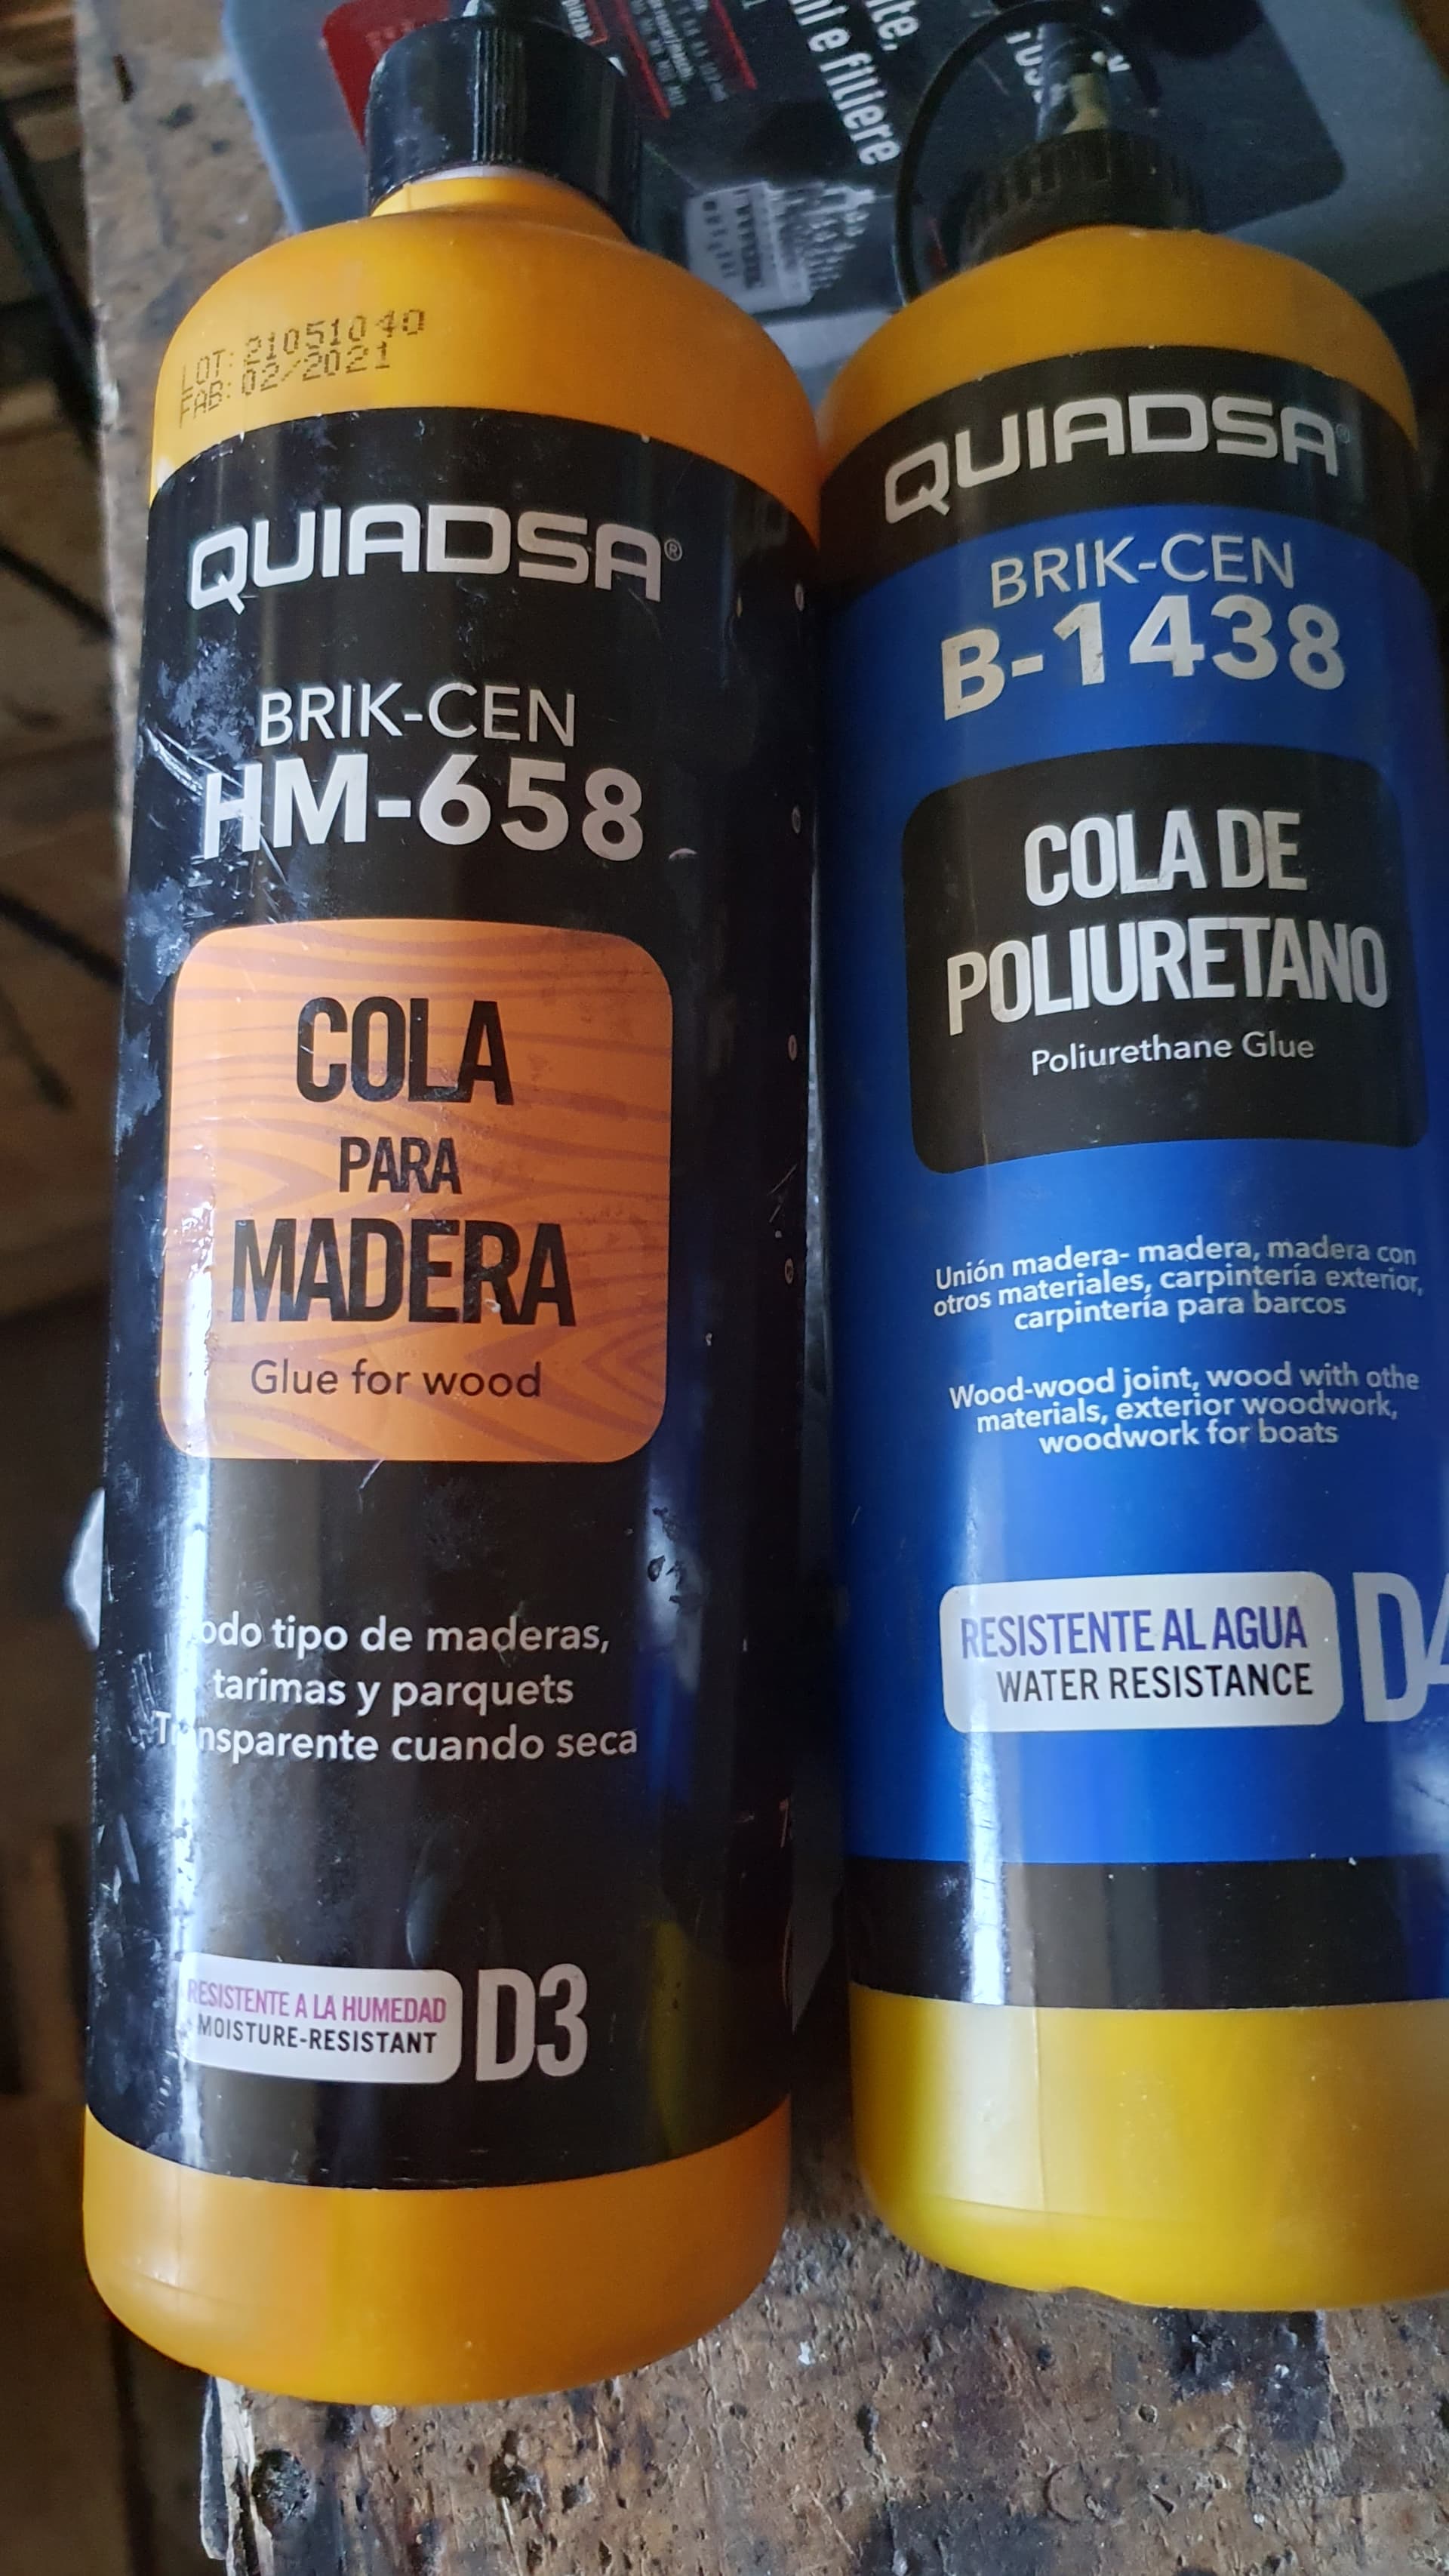 LOT: 21051040
FAB: 02/2021
QUIADSA®
BRIK-CEN
HM-658
COLA
PARA
MADERA
Glue for wood
tipo de maderas,
tarimas y parquets
cuando seca
RESISTENTE A LA HUMEDAD
MOISTURE-RESISTANT
D3
QUIADSA®
BRIK-CEN
B-1438
COLA DE
POLIURETANO
Poliurethane Glue
Unión madera- madera, madera con
otros materiales, carpintería exterior,
carpintería para barcos
Wood-wood joint, wood with othe
materials, exterior woodwork,
woodwork for boats
RESISTENTE AL AGUA
WATER RESISTANCE
D4
e filiere